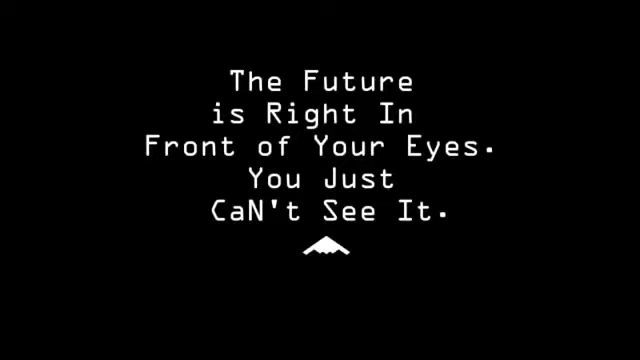 The Future
is Right In
Front of Your Eyes.
You Just
CaN't See It.